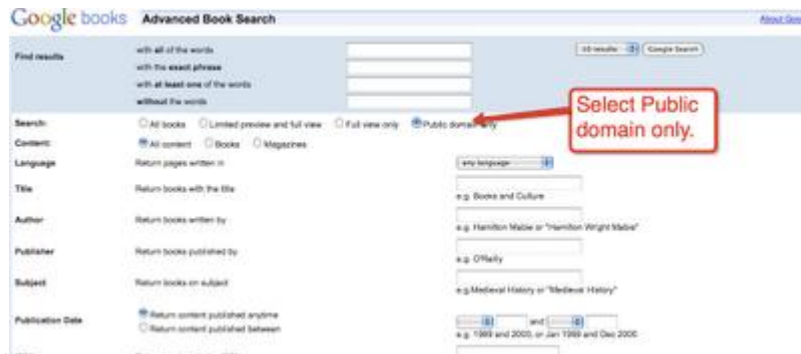 Google books Advanced Book Search About Goo
Find results with all of the words 10 results Google Search
with the exact phrase
with at least one of the words
without the words
Select Public
domain only.
Search: All books Limited preview and full view Full view only Public domain only
Content: All content Books Magazines
Language Return pages written in any language
Title Return books with the title
e.g. Books and Culture
Author Return books written by
e.g. Hamilton Mabie or "Hamilton Wright Mabie"
Publisher Return books published by
e.g. O'Reilly
Subject Return books on subject
e.g. Medieval History or "Medieval History"
Publication Date Return content published anytime
Return content published between and
e.g. 1999 and 2000, or Jan 1999 and Dec 2000